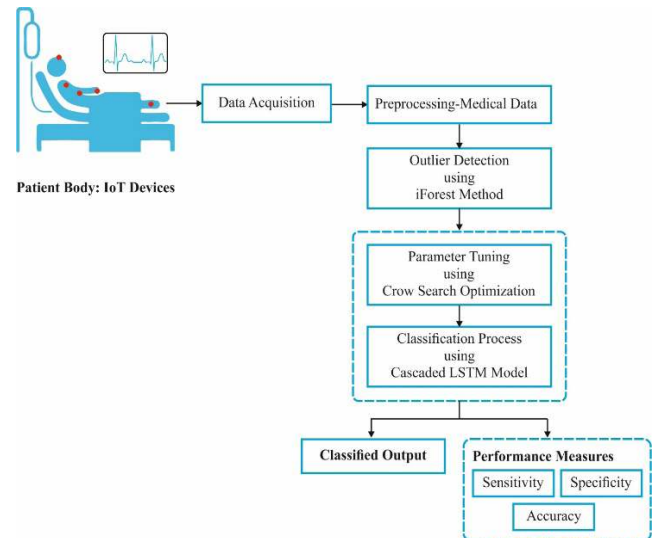 Data Acquisition
Preprocessing-Medical Data
Patient Body: IoT Devices
Outlier Detection
using
iForest Method
Parameter Tuning
using
Crow Search Optimization
Classification Process
using
Cascaded LSTM Model
Classified Output
Performance Measures
Sensitivity
Specificity
Accuracy